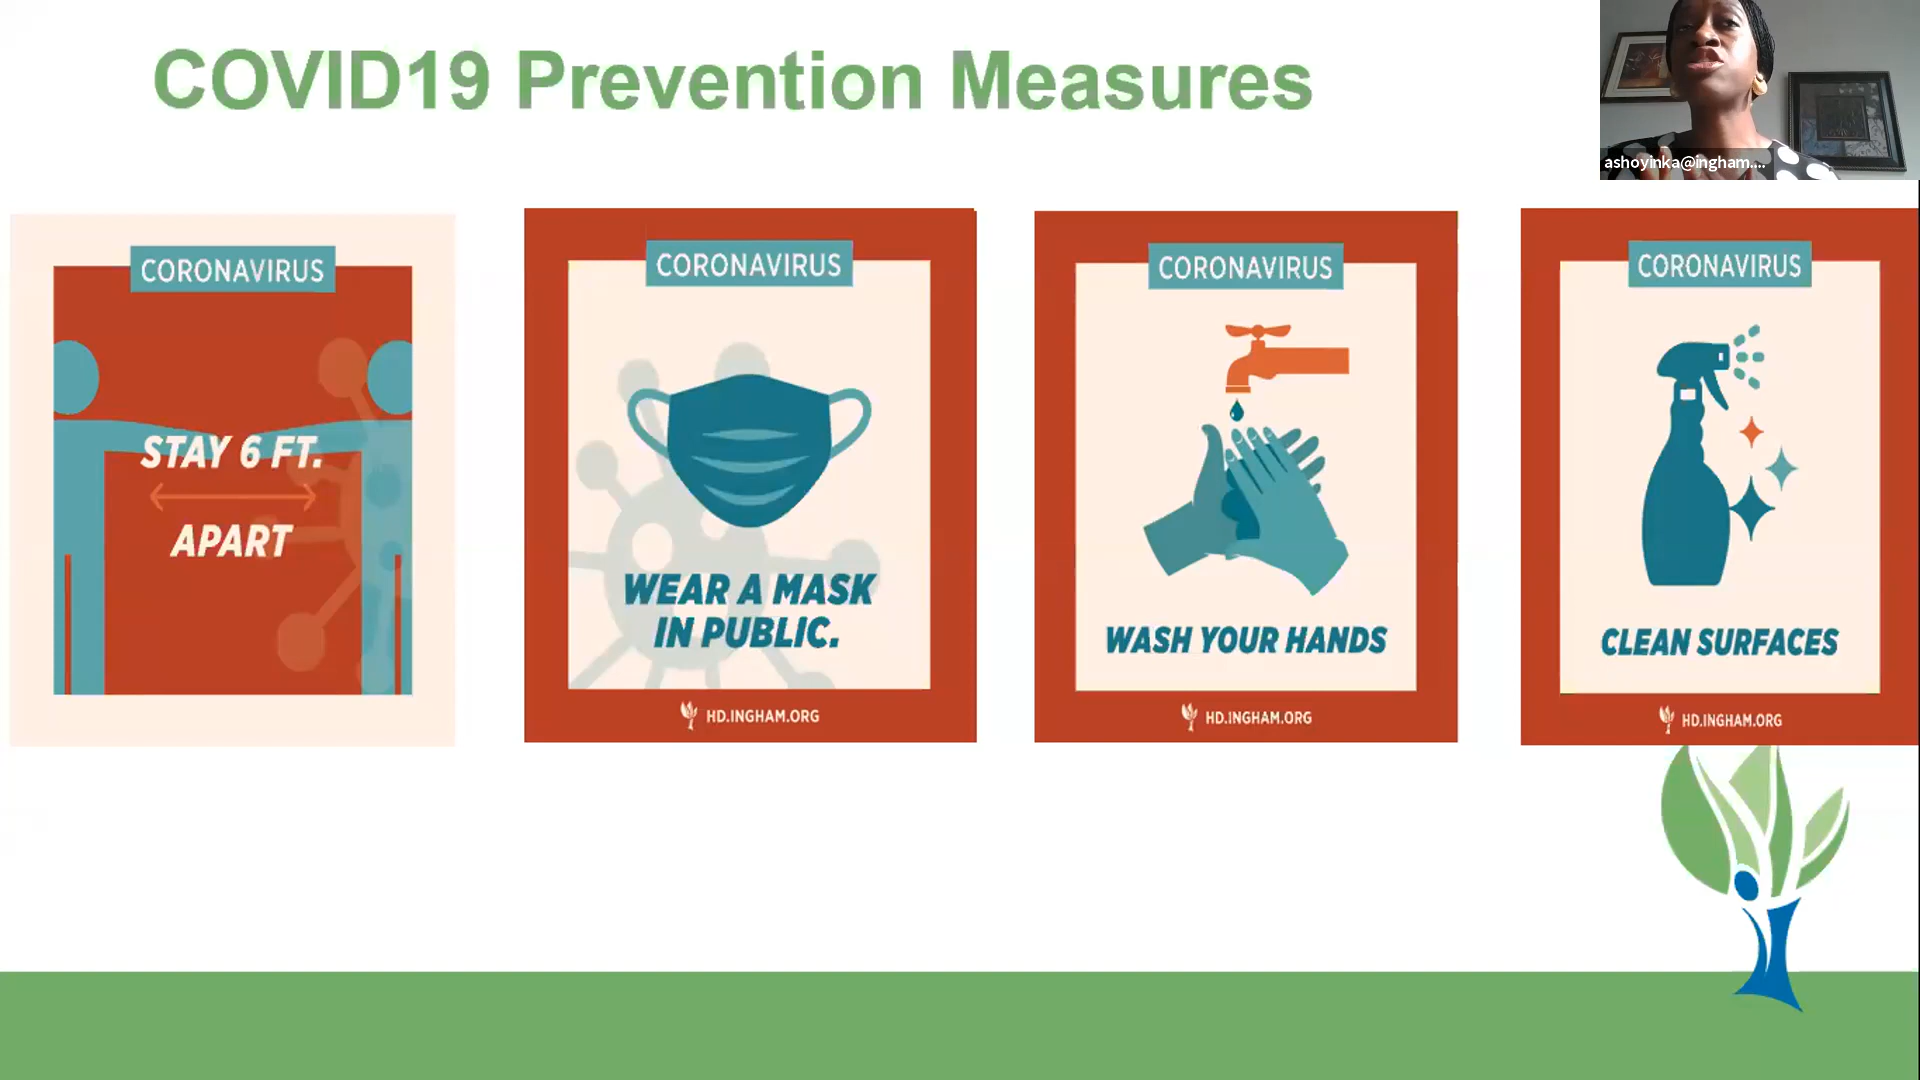 COVID19 Prevention Measures
ashoyinka@ingham....
CORONAVIRUS
STAY 6 FT.
APART
CORONAVIRUS
WEAR A MASK
IN PUBLIC.
HD.INGHAM.ORG
CORONAVIRUS
WASH YOUR HANDS
HD.INGHAM.ORG
CORONAVIRUS
CLEAN SURFACES
HD.INGHAM.ORG